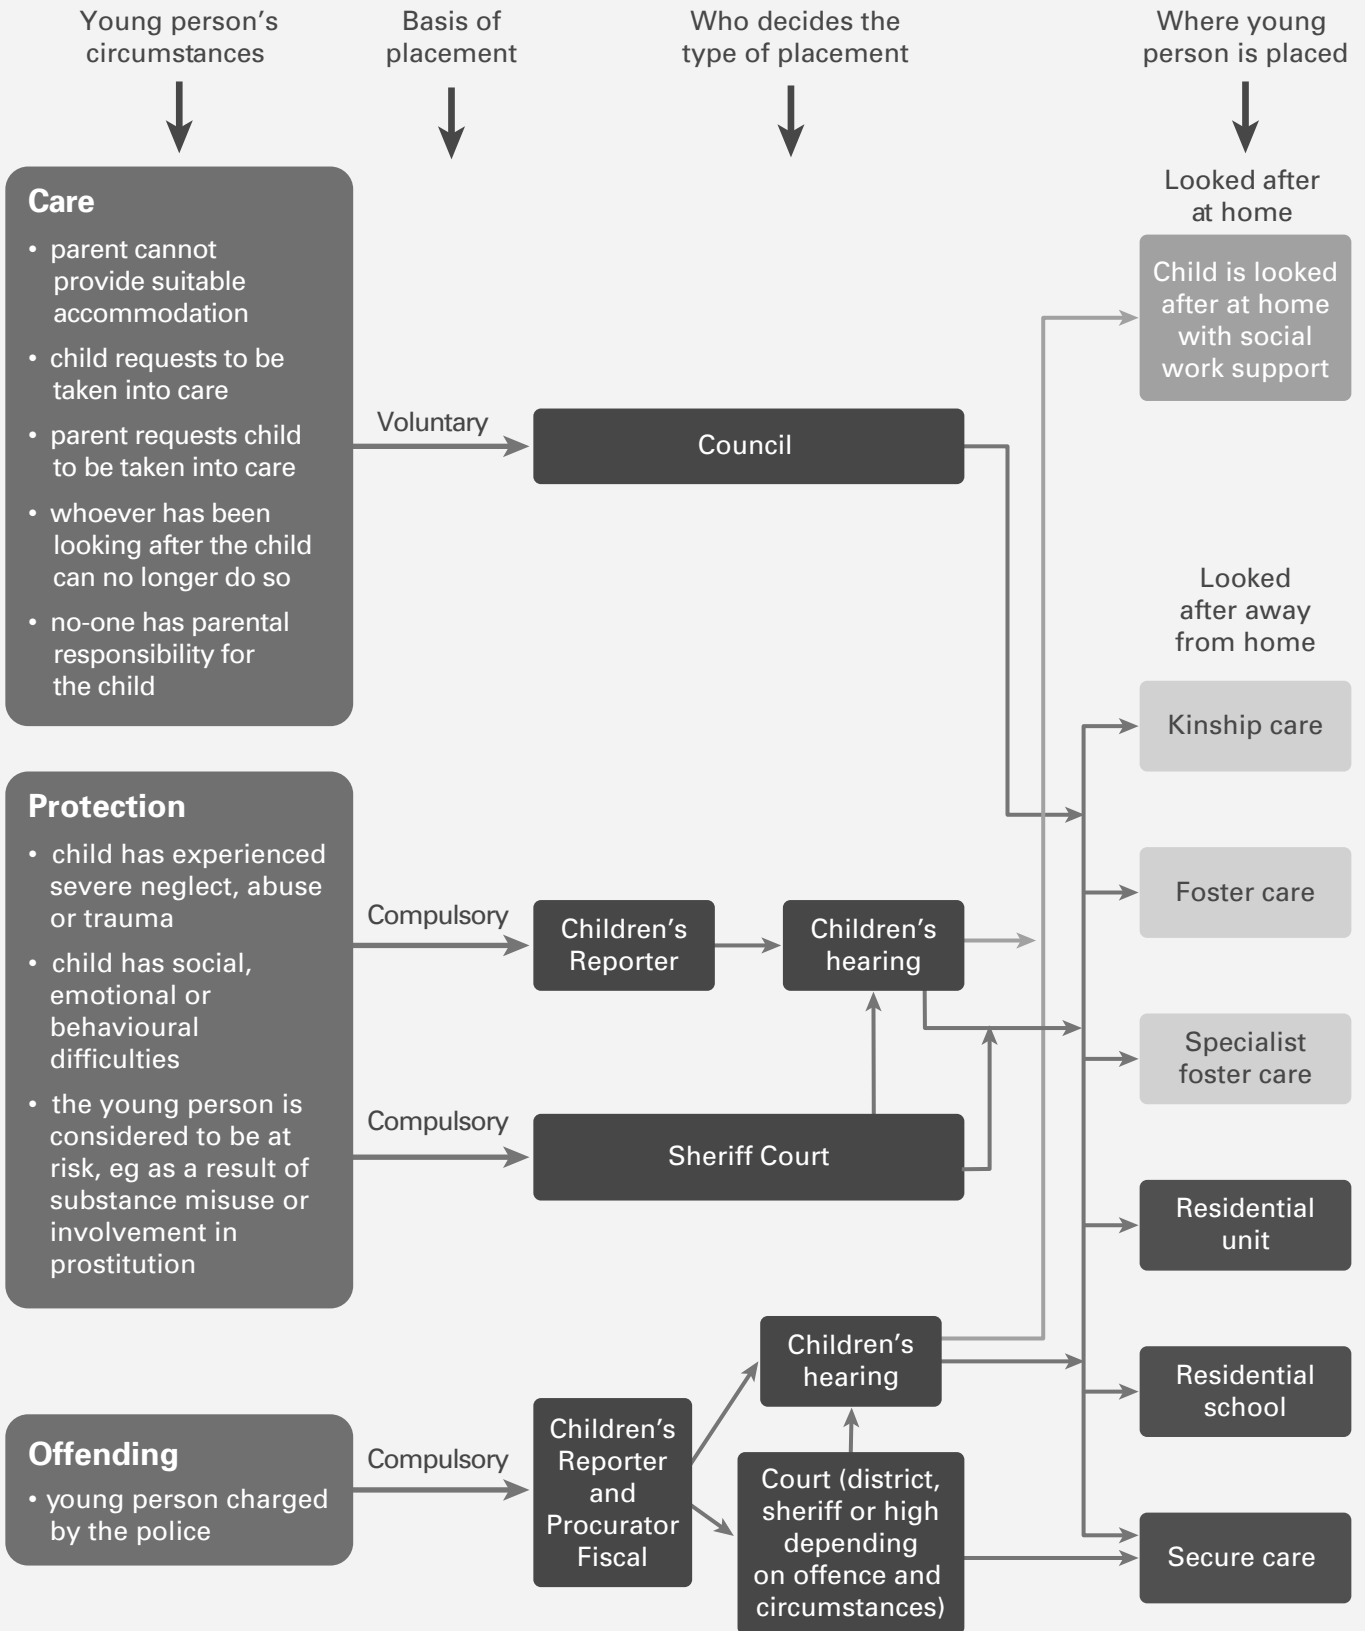 Young person's
circumstances
Basis of
placement
Who decides the
type of placement
Where young
person is placed
Care
• parent cannot
provide suitable
accommodation
• child requests to be
taken into care
• parent requests child
to be taken into care
• whoever has been
looking after the child
can no longer do so
• no-one has parental
responsibility for
the child
Voluntary
Council
Looked after
at home
Child is looked
after at home
with social
work support
Looked
after away
from home
Kinship care
Protection
• child has experienced
severe neglect, abuse
or trauma
• child has social,
emotional or
behavioural
difficulties
• the young person is
considered to be at
risk, eg as a result of
substance misuse or
involvement in
prostitution
Compulsory
Children's
Reporter
Children's
hearing
Foster care
Compulsory
Sheriff Court
Specialist
foster care
Residential
unit
Offending
• young person charged
by the police
Compulsory
Children's
Reporter
and
Procurator
Fiscal
Children's
hearing
Court (district,
sheriff or high
depending
on offence and
circumstances)
Residential
school
Secure care